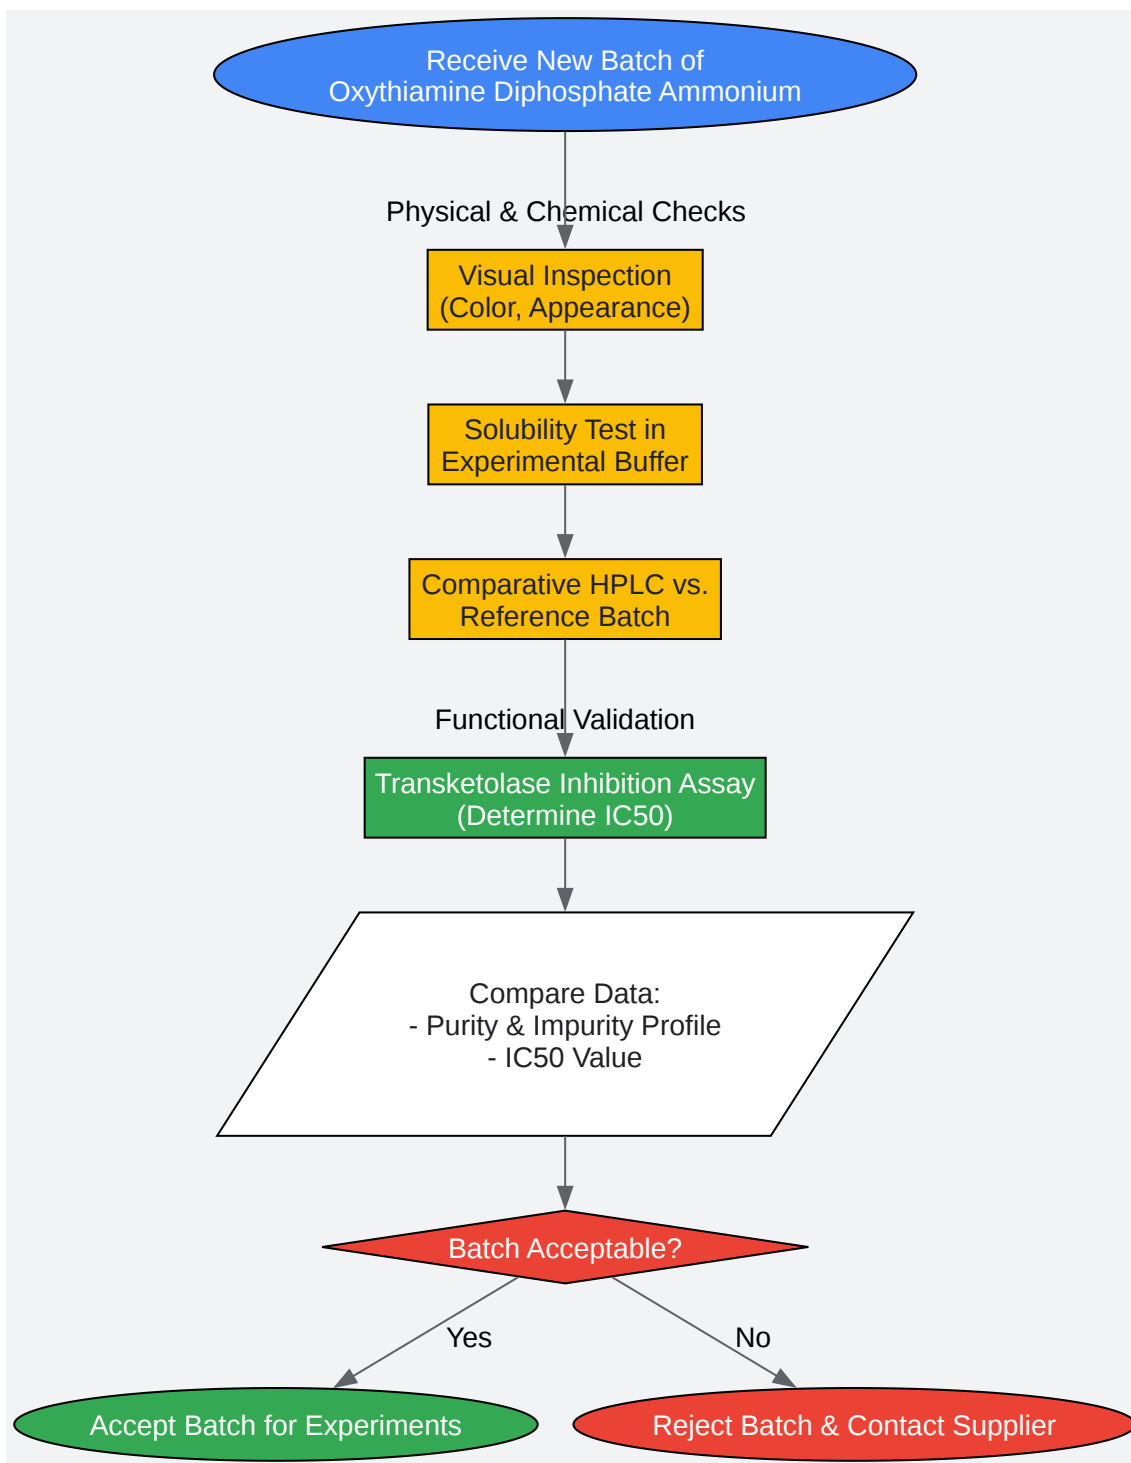 Receive New Batch of
Oxythiamine Diphosphate Ammonium
Physical & Chemical Checks
Visual Inspection
(Color, Appearance)
Solubility Test in
Experimental Buffer
Comparative HPLC vs.
Reference Batch
Functional Validation
Transketolase Inhibition Assay
(Determine IC50)
Compare Data:
- Purity & Impurity Profile
- IC50 Value
Batch Acceptable?
Yes
No
Accept Batch for Experiments
Reject Batch & Contact Supplier